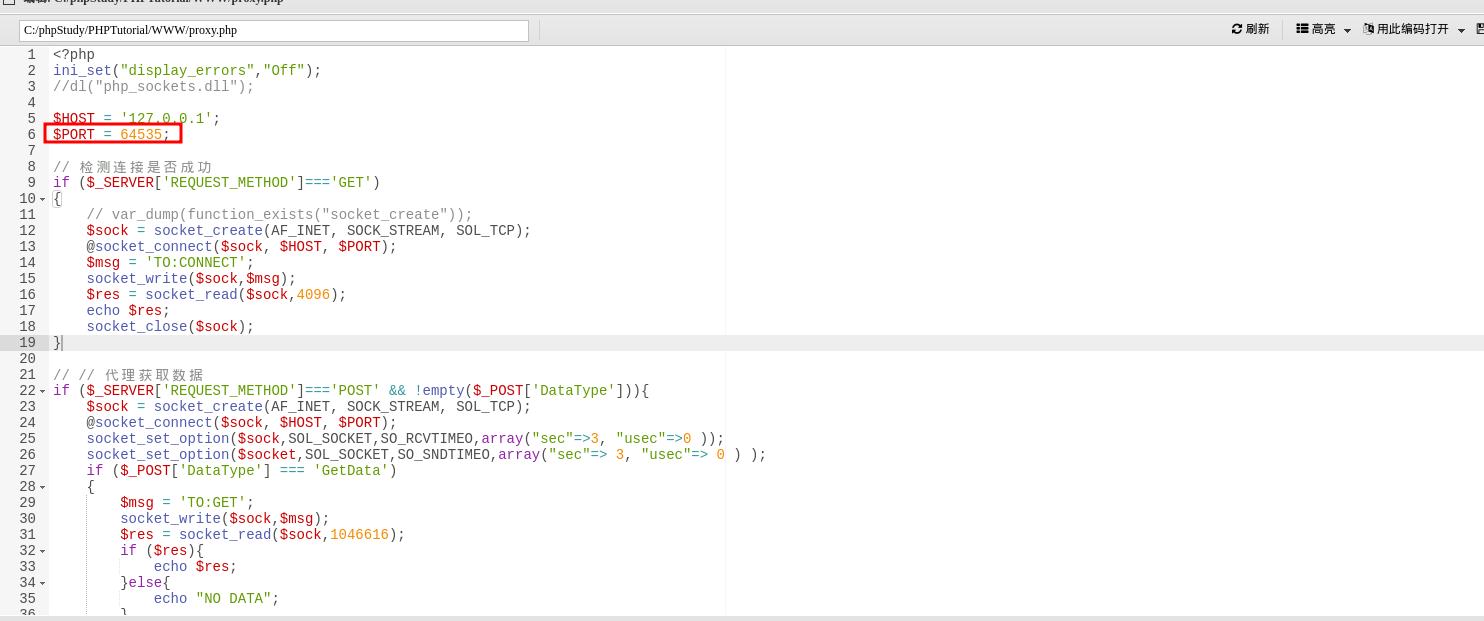 C:/phpStudy/PHPTutorial/WWW/proxy.php
刷新 高亮 用此编码打开
1 <?php
2 ini_set("display_errors","Off");
3 //dl("php_sockets.dll");
4
5 $HOST = '127.0.0.1';
6 $PORT = 64535;
7
8 // 检测连接是否成功
9 if ($_SERVER['REQUEST_METHOD']==='GET')
10 {
11     // var_dump(function_exists("socket_create"));
12     $sock = socket_create(AF_INET, SOCK_STREAM, SOL_TCP);
13     @socket_connect($sock, $HOST, $PORT);
14     $msg = 'TO:CONNECT';
15     socket_write($sock,$msg);
16     $res = socket_read($sock,4096);
17     echo $res;
18     socket_close($sock);
19 }
20
21 // // 代理获取数据
22 if ($_SERVER['REQUEST_METHOD']==='POST' && !empty($_POST['DataType'])){
23     $sock = socket_create(AF_INET, SOCK_STREAM, SOL_TCP);
24     @socket_connect($sock, $HOST, $PORT);
25     socket_set_option($sock,SOL_SOCKET,SO_RCVTIMEO,array("sec"=>3, "usec"=>0 ));
26     socket_set_option($socket,SOL_SOCKET,SO_SNDTIMEO,array("sec"=> 3, "usec"=> 0 ) );
27     if ($_POST['DataType'] === 'GetData')
28     {
29         $msg = 'TO:GET';
30         socket_write($sock,$msg);
31         $res = socket_read($sock,1046616);
32         if ($res){
33             echo $res;
34         }else{
35             echo "NO DATA";
36         }